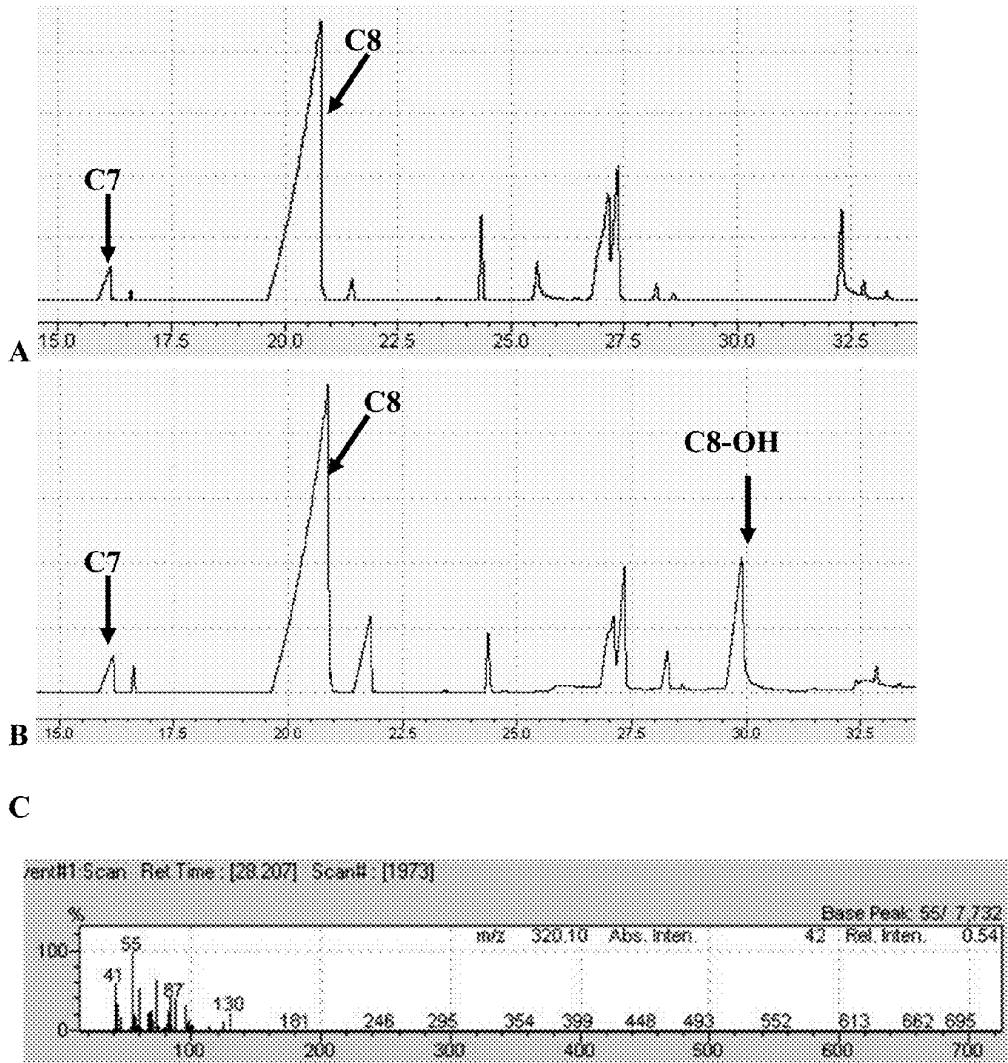 C8
C7
15.0 17.5 20.0 22.5 25.0 27.5 30.0 32.5
A
C8
C8-OH
C7
15.0 17.5 20.0 22.5 25.0 27.5 30.0 32.5
B
C
vent#1:Scan Ret Time : [28.207] Scan# : [1973]
% Base Peak: 55/ 7,732
m/z 320.10 Abs. Inten. 42 Rel. Inten. 0.54
100 55
41 87
130
0 181 246 295 354 399 448 493 552 613 662 695
100 200 300 400 500 600 700